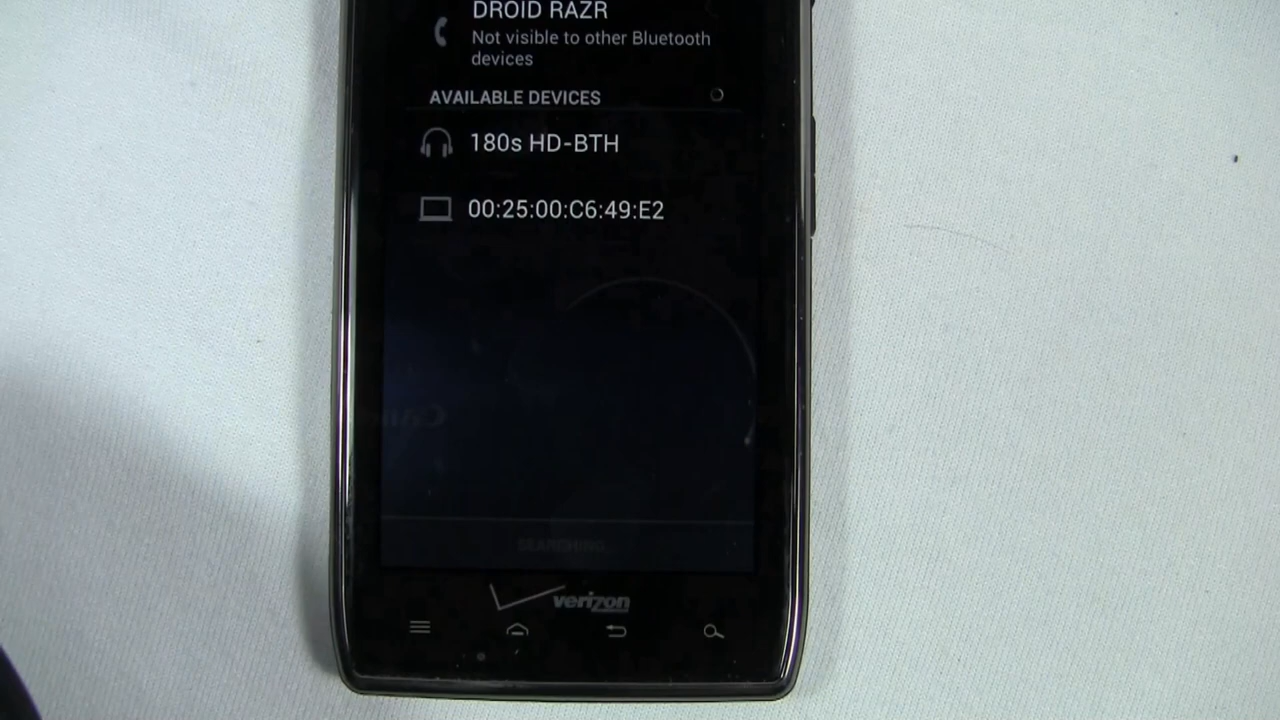 DROID RAZR
Not visible to other Bluetooth
devices
AVAILABLE DEVICES
180s HD-BTH
00:25:00:C6:49:E2
SEARCHING...
verizon